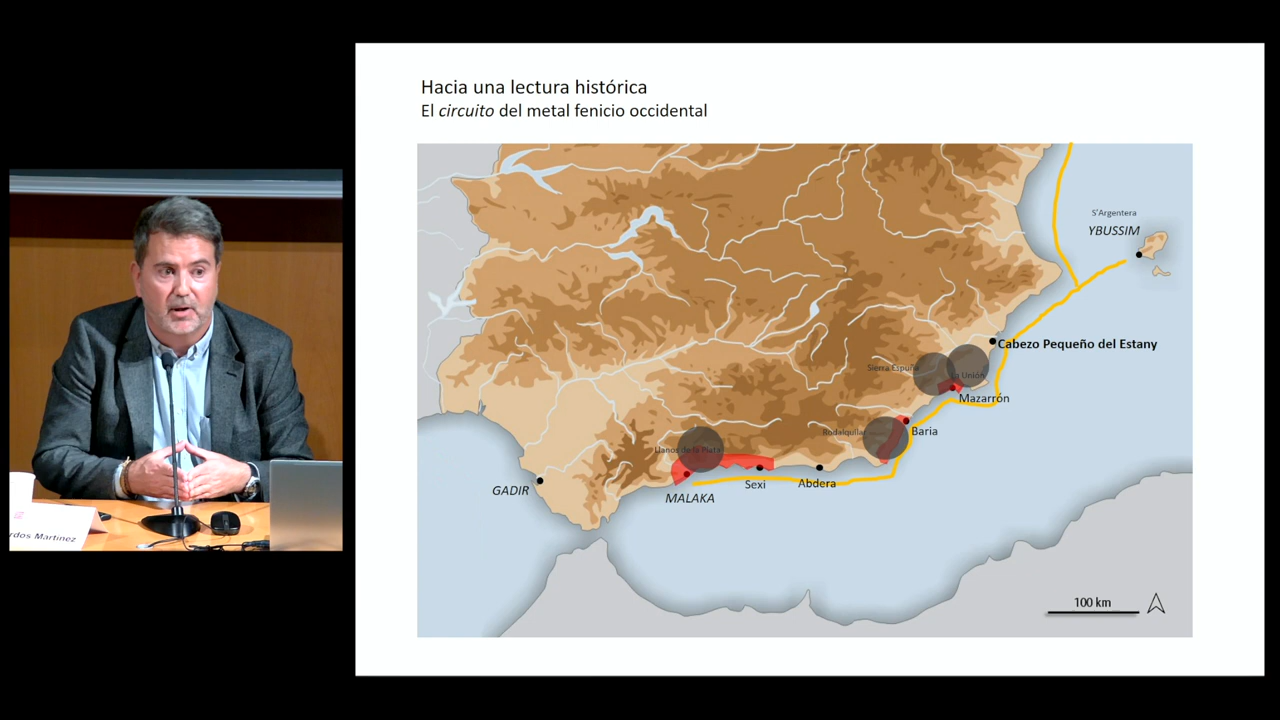 Hacia una lectura histórica
El circuito del metal fenicio occidental
S'Argentera
YBUSSIM
Cabezo Pequeño del Estany
Sierra Espuña
La Unión
Mazarrón
Rodalquilar
Baria
Llanos de la Plata
GADIR
MALAKA
Sexi
Abdera
100 km
rdos Martinez